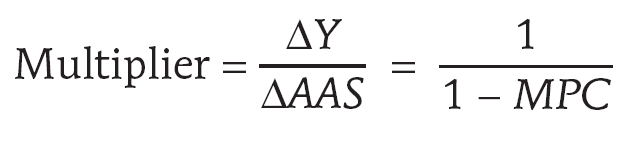 Multiplier = ΔY/ΔAAS = 1/(1 – MPC)